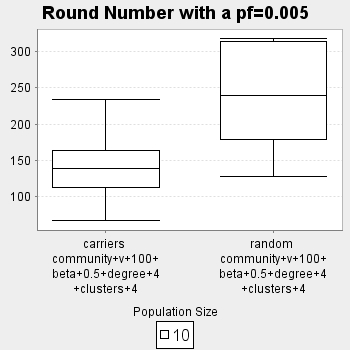 Round Number with a pf=0.005
300
250
200
150
100
carriers
community+v+100+
beta+0.5+degree+4
+clusters+4
random
community+v+100+
beta+0.5+degree+4
+clusters+4
Population Size
10